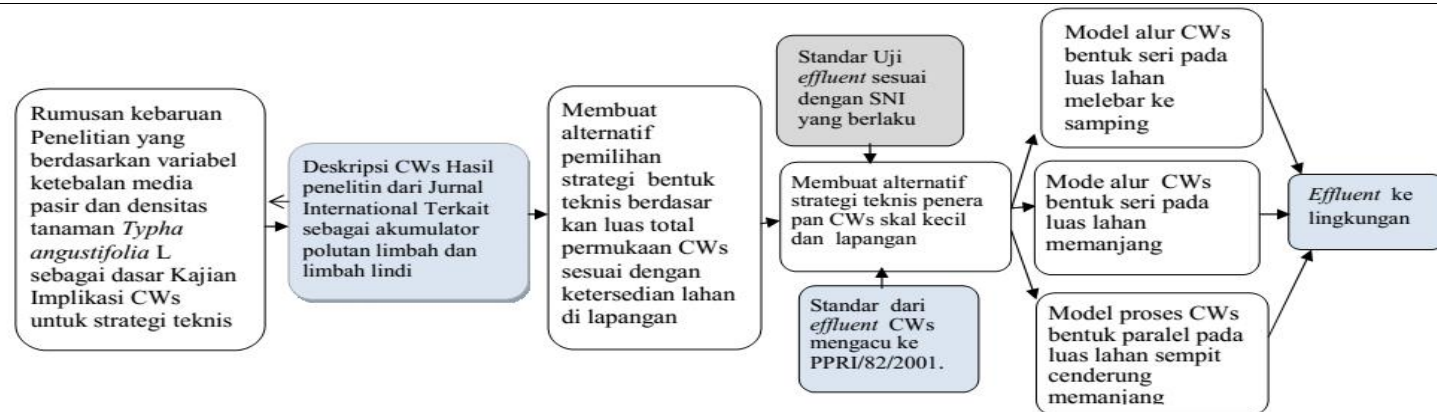 Rumusan kebaruan
Penelitian yang
berdasarkan variabel
ketebalan media
pasir dan densitas
tanaman Typha
angustifolia L
sebagai dasar Kajian
Implikasi CWs
untuk strategi teknis
Deskripsi CWs Hasil
penelitin dari Jurnal
International Terkait
sebagai akumulator
polutan limbah dan
limbah lindi
Membuat
alternatif
pemilihan
strategi bentuk
teknis berdasar
kan luas total
permukaan CWs
sesuai dengan
ketersedian lahan
di lapangan
Standar Uji
effluent sesuai
dengan SNI
yang berlaku
Membuat alternatif
strategi teknis penera
pan CWs skal kecil
dan lapangan
Standar dari
effluent CWs
mengacu ke
PPRI/82/2001.
Model alur CWs
bentuk seri pada
luas lahan
melebar ke
samping
Mode alur CWs
bentuk seri pada
luas lahan
memanjang
Model proses CWs
bentuk paralel pada
luas lahan sempit
cenderung
memanjang
Effluent ke
lingkungan